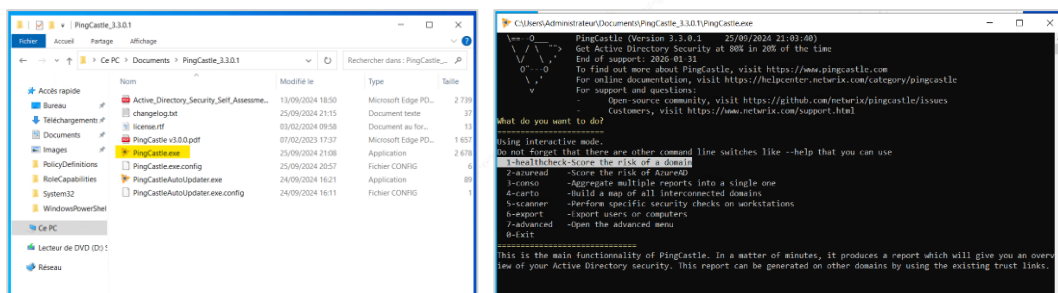 PingCastle_3.3.0.1
Fichier Accueil Partage Affichage
Ce PC > Documents > PingCastle_3.3.0.1
Rechercher dans : PingCastle_...
Nom Modifié le Type Taille
Accès rapide
Bureau
Téléchargements
Documents
Images
PolicyDefinitions
RoleCapabilities
System32
WindowsPowerShel
Ce PC
Lecteur de DVD (D:) S
Réseau
Active_Directory_Security_Self_Assessme... 13/09/2024 18:50 Microsoft Edge PD... 2 739
changelog.txt 25/09/2024 21:15 Document texte 37
license.rtf 03/02/2024 09:58 Document au for... 13
PingCastle v3.0.0.pdf 07/02/2023 17:37 Microsoft Edge PD... 1 657
PingCastle.exe 25/09/2024 21:08 Application 2 678
PingCastle.exe.config 25/09/2024 20:57 Fichier CONFIG 6
PingCastleAutoUpdater.exe 24/09/2024 16:21 Application 89
PingCastleAutoUpdater.exe.config 24/09/2024 16:11 Fichier CONFIG 1
C:\Users\Administrateur\Documents\PingCastle_3.3.0.1\PingCastle.exe
PingCastle (Version 3.3.0.1 25/09/2024 21:03:40)
Get Active Directory Security at 80% in 20% of the time
End of support: 2026-01-31
To find out more about PingCastle, visit https://www.pingcastle.com
For online documentation, visit https://helpcenter.netwrix.com/category/pingcastle
For support and questions:
- Open-source community, visit https://github.com/netwrix/pingcastle/issues
- Customers, visit https://www.netwrix.com/support.html
What do you want to do?
=======================
Using interactive mode.
Do not forget that there are other command line switches like --help that you can use
1-healthcheck-Score the risk of a domain
2-azuread -Score the risk of AzureAD
3-conso -Aggregate multiple reports into a single one
4-carto -Build a map of all interconnected domains
5-scanner -Perform specific security checks on workstations
6-export -Export users or computers
7-advanced -Open the advanced menu
0-Exit
==============================
This is the main functionnality of PingCastle. In a matter of minutes, it produces a report which will give you an overv
iew of your Active Directory security. This report can be generated on other domains by using the existing trust links.